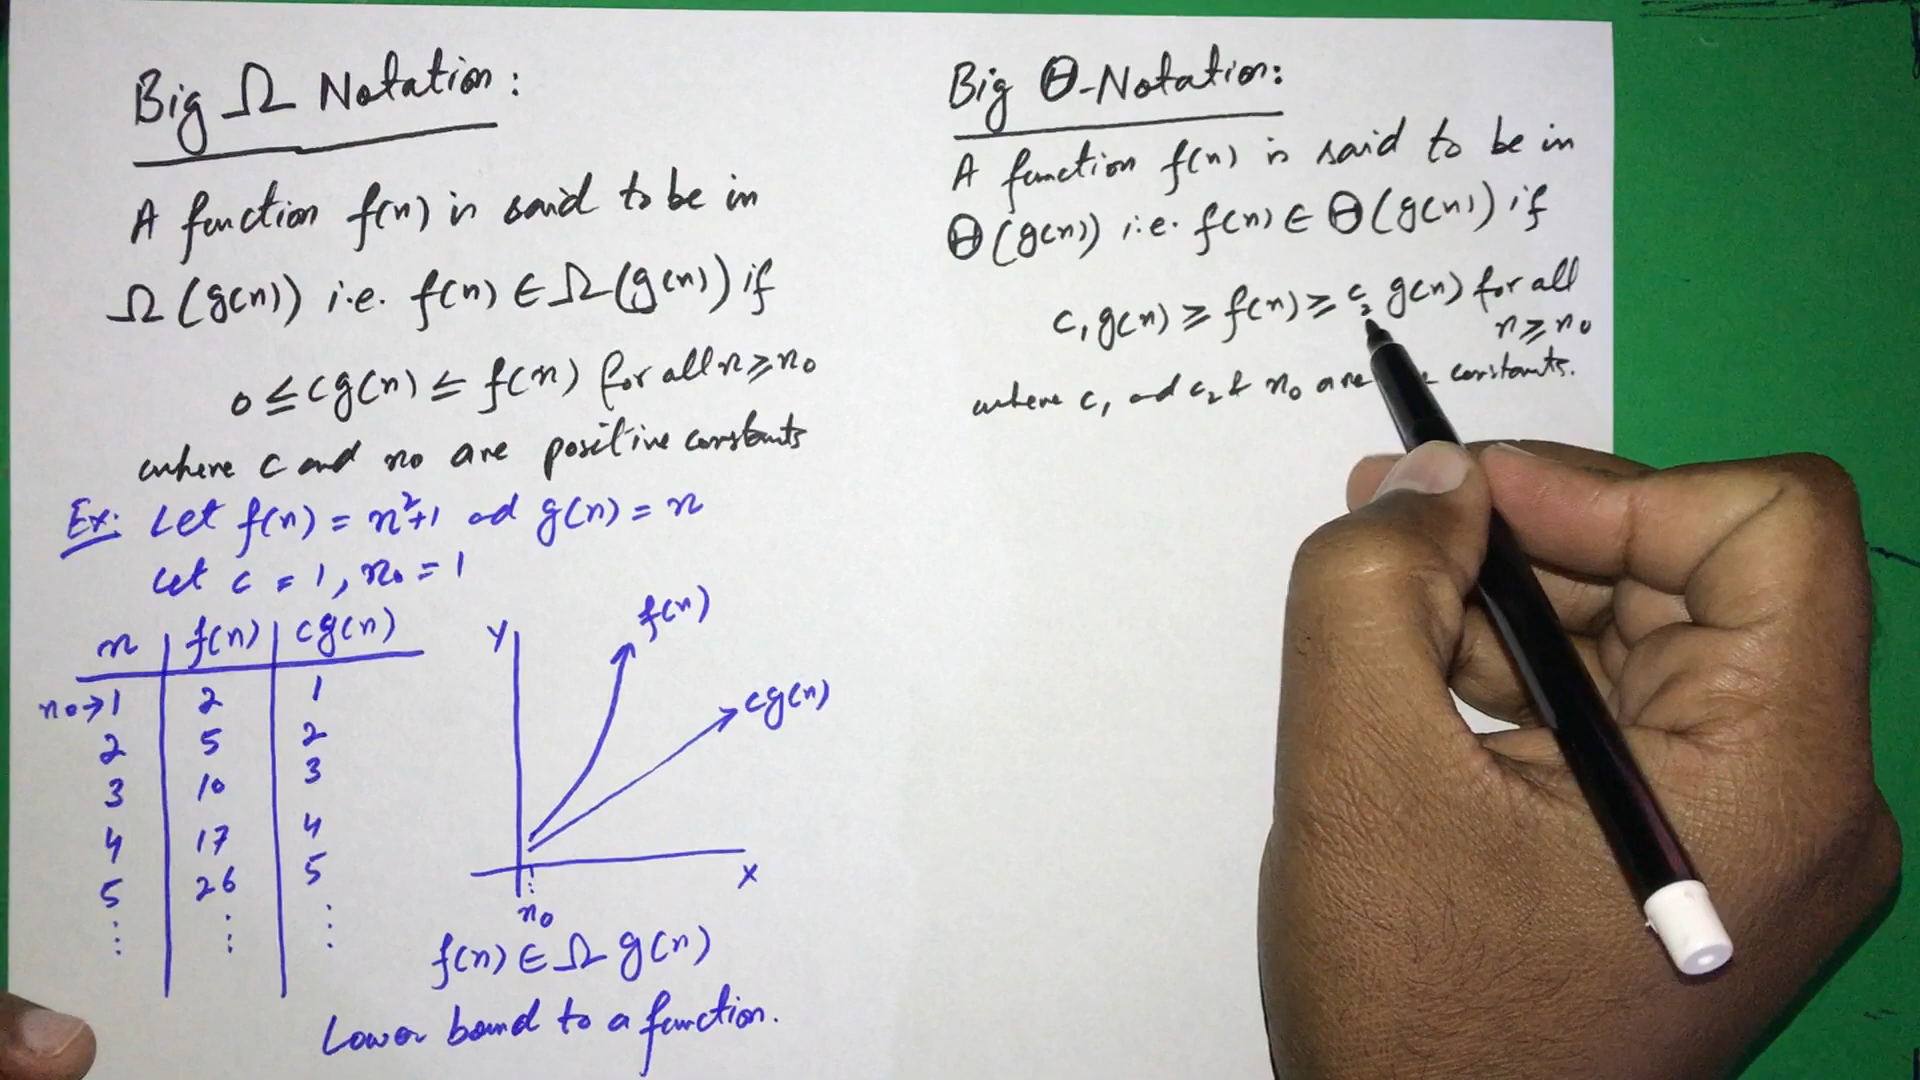 Big Ω Notation:
A function f(n) is said to be in
Ω(g(n)) i.e. f(n) ∈ Ω(g(n)) if
0 ≤ cg(n) ≤ f(n) for all n ≥ n0
where c and n0 are positive constants
Ex: Let f(n) = n²+1 ad g(n) = n
Let c = 1, n0 = 1
n f(n) cg(n)
n0→1 2 1
2 5 2
3 10 3
4 17 4
5 26 5
⋮ ⋮ ⋮
Y
f(n)
cg(n)
X
n0
f(n) ∈ Ω g(n)
Lower bound to a function.
Big Θ-Notation:
A function f(n) is said to be in
Θ(g(n)) i.e. f(n) ∈ Θ(g(n)) if
c₁g(n) ≥ f(n) ≥ c₂ g(n) for all
n ≥ n0
where c₁ ad c₂ & n0 are constants.